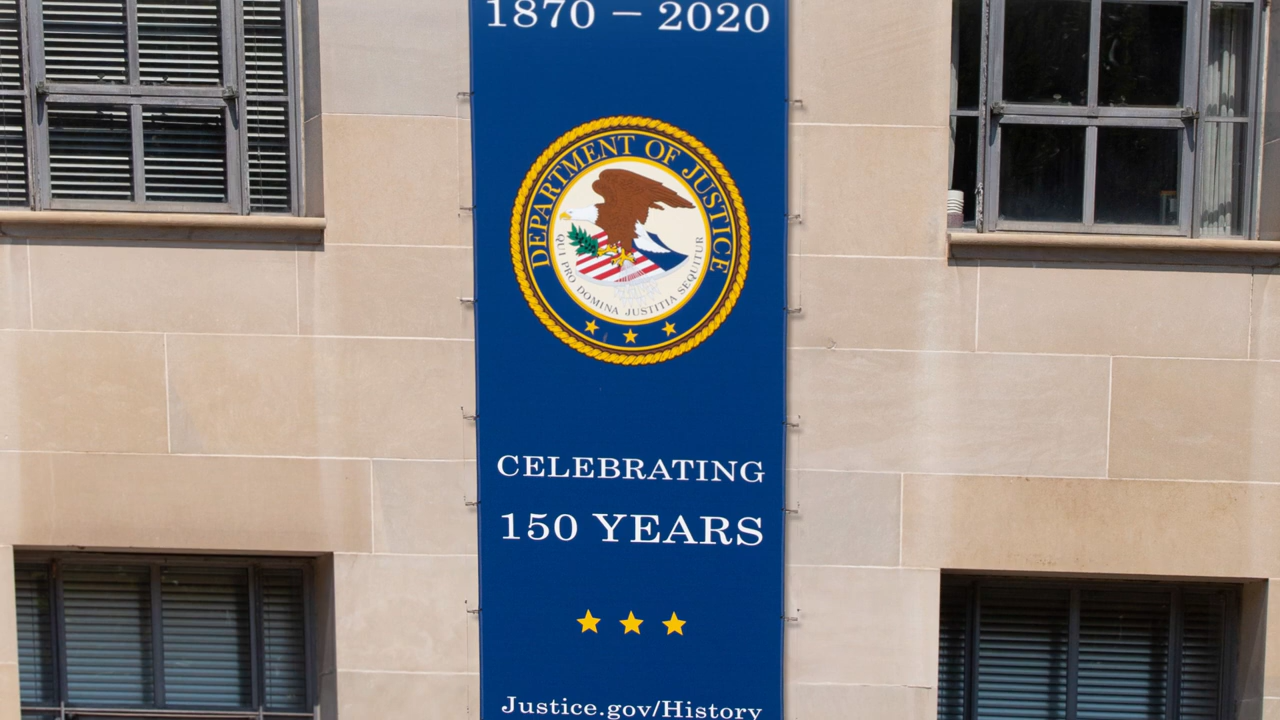 1870 – 2020
DEPARTMENT OF JUSTICE
QUI PRO DOMINA JUSTITIA SEQUITUR
CELEBRATING
150 YEARS
Justice.gov/History